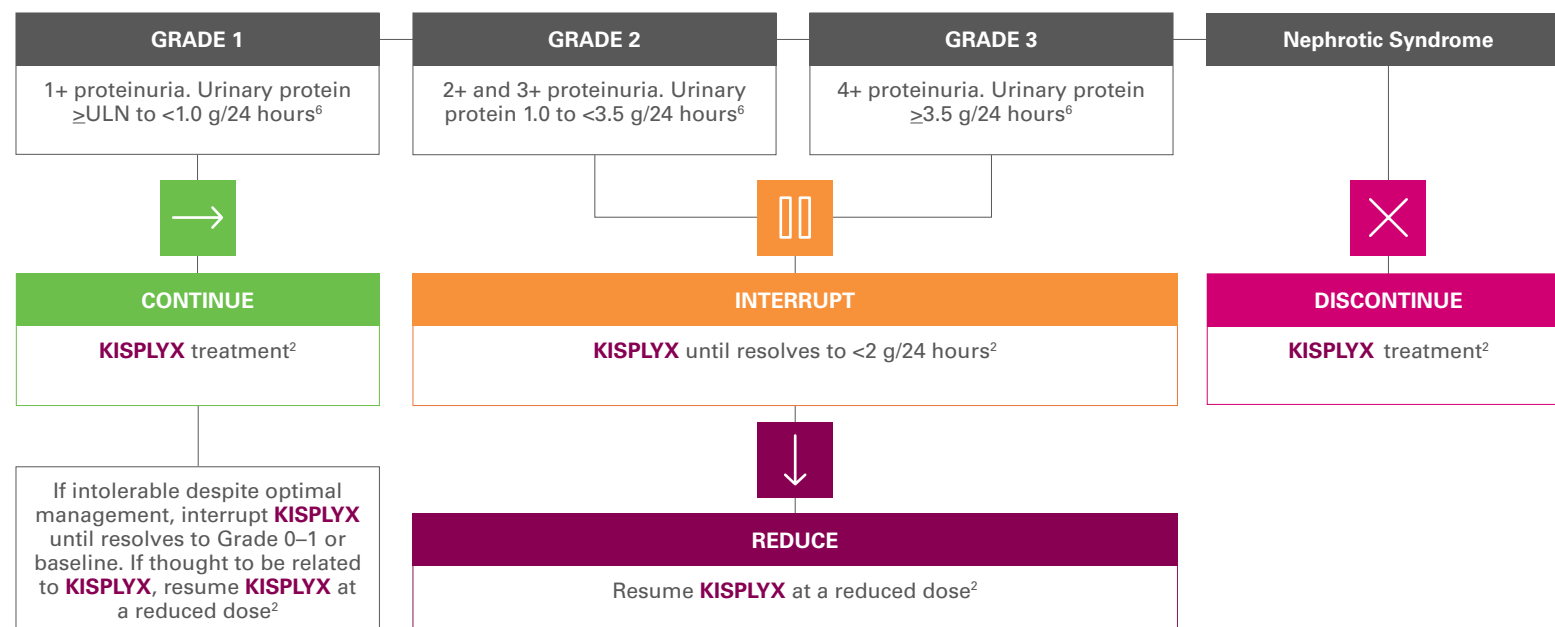 GRADE 1
1+ proteinuria. Urinary protein
≥ULN to <1.0 g/24 hours⁶
GRADE 2
2+ and 3+ proteinuria. Urinary
protein 1.0 to <3.5 g/24 hours⁶
GRADE 3
4+ proteinuria. Urinary protein
≥3.5 g/24 hours⁶
Nephrotic Syndrome
CONTINUE
KISPLYX treatment²
INTERRUPT
KISPLYX until resolves to <2 g/24 hours²
DISCONTINUE
KISPLYX treatment²
If intolerable despite optimal
management, interrupt KISPLYX
until resolves to Grade 0–1 or
baseline. If thought to be related
to KISPLYX, resume KISPLYX at
a reduced dose²
REDUCE
Resume KISPLYX at a reduced dose²